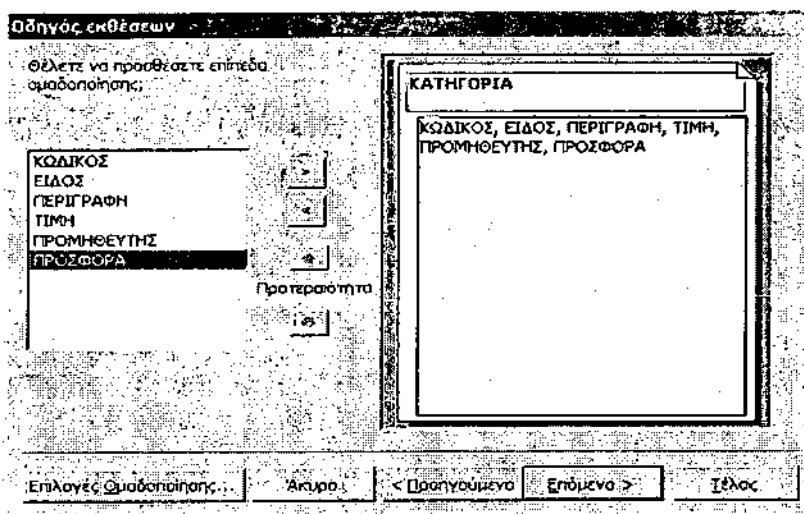 Οδηγός εκθέσεων
Θέλετε να προσθέσετε επίπεδα
ομαδοποίησης;
ΚΩΔΙΚΟΣ
ΕΙΔΟΣ
ΠΕΡΙΓΡΑΦΗ
ΤΙΜΗ
ΠΡΟΜΗΘΕΥΤΗΣ
ΠΡΟΣΦΟΡΑ
>
<
Προτεραιότητα
ΚΑΤΗΓΟΡΙΑ
ΚΩΔΙΚΟΣ, ΕΙΔΟΣ, ΠΕΡΙΓΡΑΦΗ, ΤΙΜΗ,
ΠΡΟΜΗΘΕΥΤΗΣ, ΠΡΟΣΦΟΡΑ
Επιλογές Ομαδοποίησης... Άκυρο < Προηγούμενο Επόμενο > Τέλος